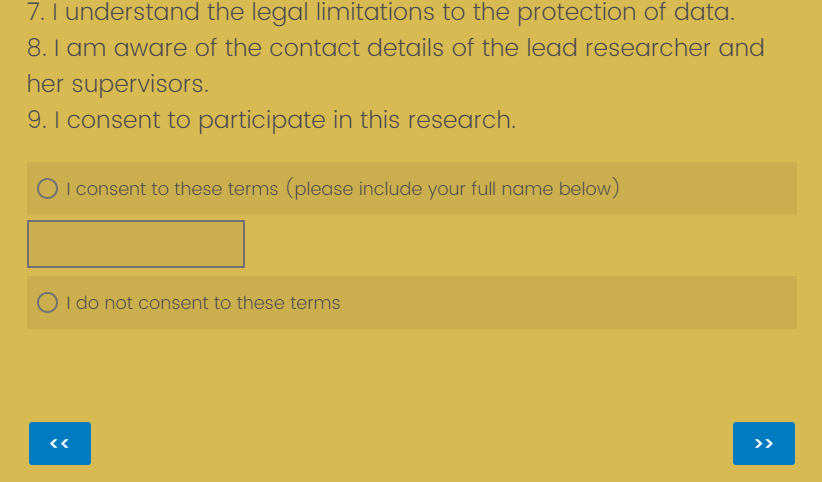 7. I understand the legal limitations to the protection of data.
8. I am aware of the contact details of the lead researcher and
her supervisors.
9. I consent to participate in this research.
I consent to these terms (please include your full name below)
I do not consent to these terms
<< >>